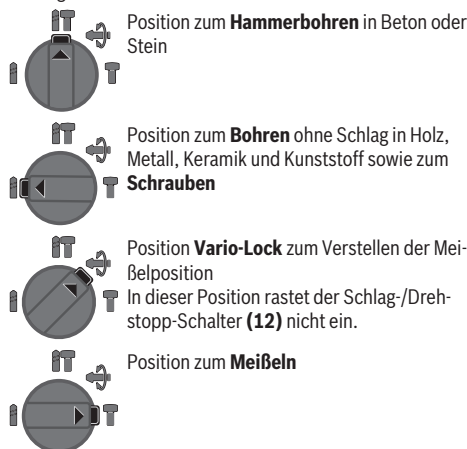 Position zum Hammerbohren in Beton oder
Stein
Position zum Bohren ohne Schlag in Holz,
Metall, Keramik und Kunststoff sowie zum
Schrauben
Position Vario-Lock zum Verstellen der Mei-
ßelposition
In dieser Position rastet der Schlag-/Dreh-
stopp-Schalter (12) nicht ein.
Position zum Meißeln